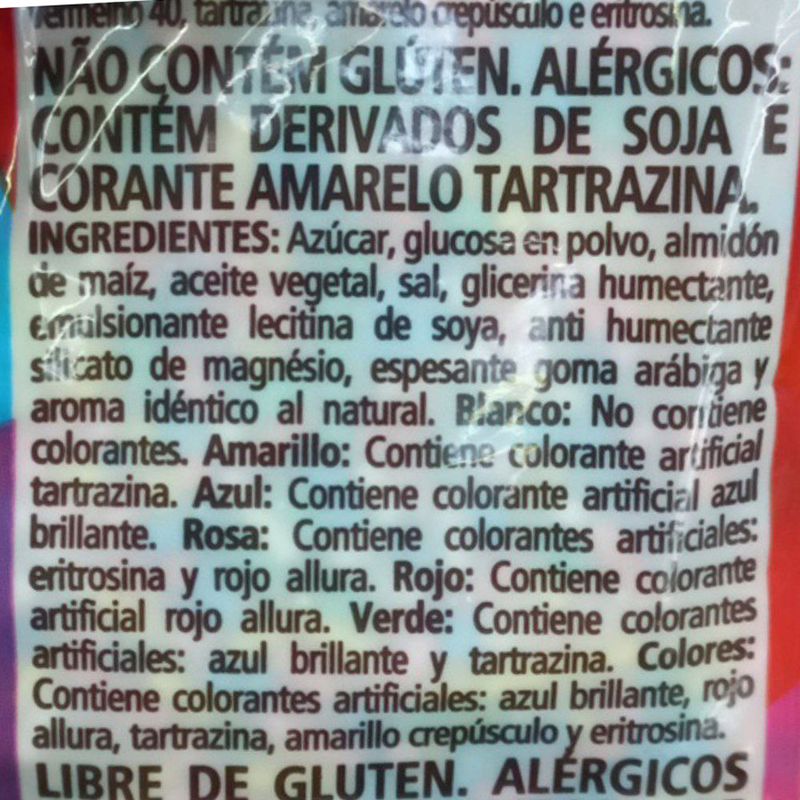 vermelho 40, tartrazina, amarelo crepúsculo e eritrosina.
NÃO CONTÉM GLÚTEN. ALÉRGICOS:
CONTÉM DERIVADOS DE SOJA E
CORANTE AMARELO TARTRAZINA.
INGREDIENTES: Azúcar, glucosa en polvo, almidón
de maíz, aceite vegetal, sal, glicerina humectante,
emulsionante lecitina de soya, anti humectante
silicato de magnésio, espesante goma arábiga y
aroma idéntico al natural. Blanco: No contiene
colorantes. Amarillo: Contiene colorante artificial
tartrazina. Azul: Contiene colorante artificial azul
brillante. Rosa: Contiene colorantes artificiales:
eritrosina y rojo allura. Rojo: Contiene colorante
artificial rojo allura. Verde: Contiene colorantes
artificiales: azul brillante y tartrazina. Colores:
Contiene colorantes artificiales: azul brillante, rojo
allura, tartrazina, amarillo crepúsculo y eritrosina.
LIBRE DE GLUTEN. ALÉRGICOS